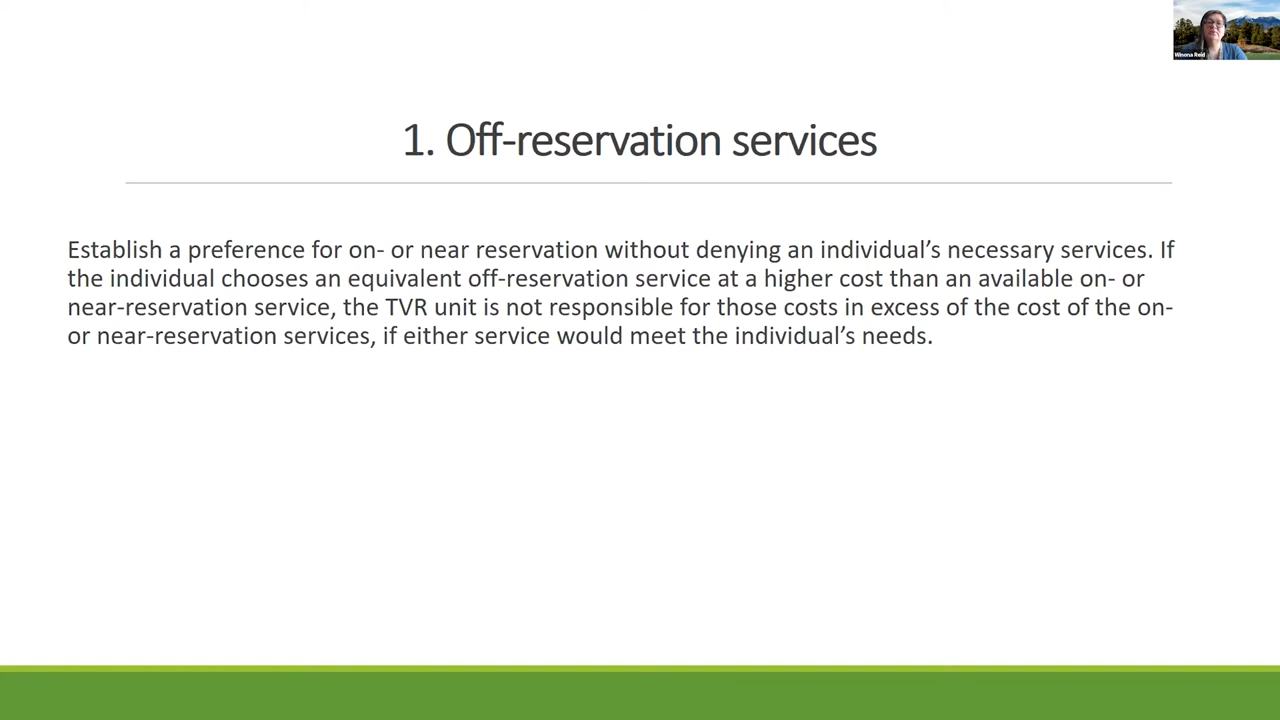 Winona Reid
1. Off-reservation services
Establish a preference for on- or near reservation without denying an individual’s necessary services. If
the individual chooses an equivalent off-reservation service at a higher cost than an available on- or
near-reservation service, the TVR unit is not responsible for those costs in excess of the cost of the on-
or near-reservation services, if either service would meet the individual’s needs.